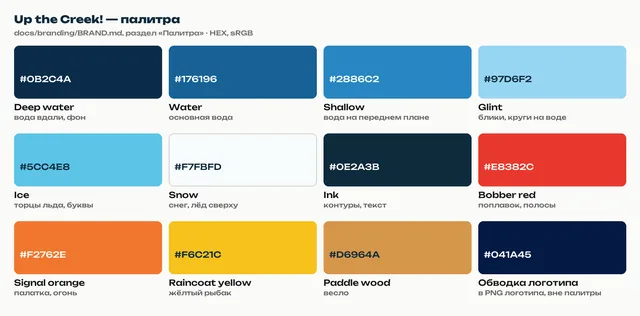 Up the Creek! — палитра
docs/branding/BRAND.md, раздел «Палитра» · HEX, sRGB
#0B2C4A
#176196
#2886C2
#97D6F2
Deep water
Water
Shallow
Glint
вода вдали, фон
основная вода
вода на переднем плане
блики, круги на воде
#5CC4E8
#F7FBFD
#0E2A3B
#E8382C
Ice
Snow
Ink
Bobber red
торцы льда, буквы
снег, лёд сверху
контуры, текст
поплавок, полосы
#F2762E
#F6C21C
#D6964A
#041A45
Signal orange
Raincoat yellow
Paddle wood
Обводка логотипа
палатка, огонь
жёлтый рыбак
весло
в PNG логотипа, вне палитры